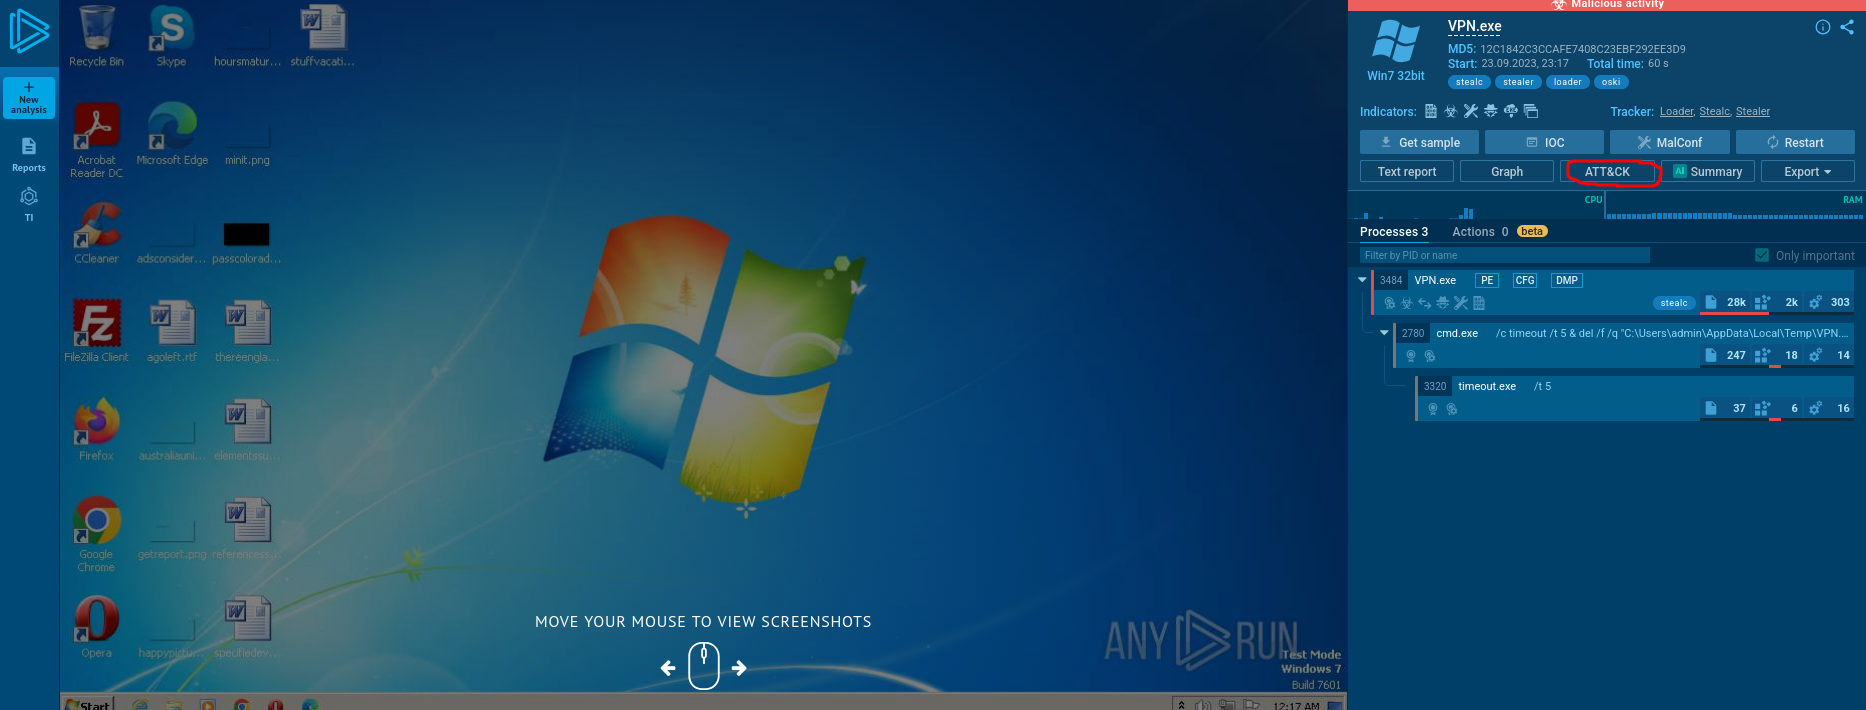 New
analysis
Reports
TI
Recycle Bin
Skype
hoursmatur...
stuffvacati...
Acrobat
Reader DC
Microsoft Edge
minit.png
CCleaner
adsconsider...
passcolorad...
FileZilla Client
agoleft.rtf
thereengla...
Firefox
australiauni...
elementssu...
Google
Chrome
getreport.png
referencess...
Opera
happypictu...
specifiedev...
MOVE YOUR MOUSE TO VIEW SCREENSHOTS
ANY RUN
Test Mode
Windows 7
Build 7601
Start
12:17 AM
Malicious activity
Win7 32bit
VPN.exe
MD5: 12C1842C3CCAFE7408C23EBF292EE3D9
Start: 23.09.2023, 23:17 Total time: 60 s
stealc stealer loader oski
Indicators: Tracker: Loader, Stealc, Stealer
Get sample IOC MalConf Restart
Text report Graph ATT&CK AI Summary Export
CPU RAM
Processes 3 Actions 0 beta
Filter by PID or name Only important
3484 VPN.exe PE CFG DMP
stealc 28k 2k 303
2780 cmd.exe /c timeout /t 5 & del /f /q "C:\Users\admin\AppData\Local\Temp\VPN....
247 18 14
3320 timeout.exe /t 5
37 6 16